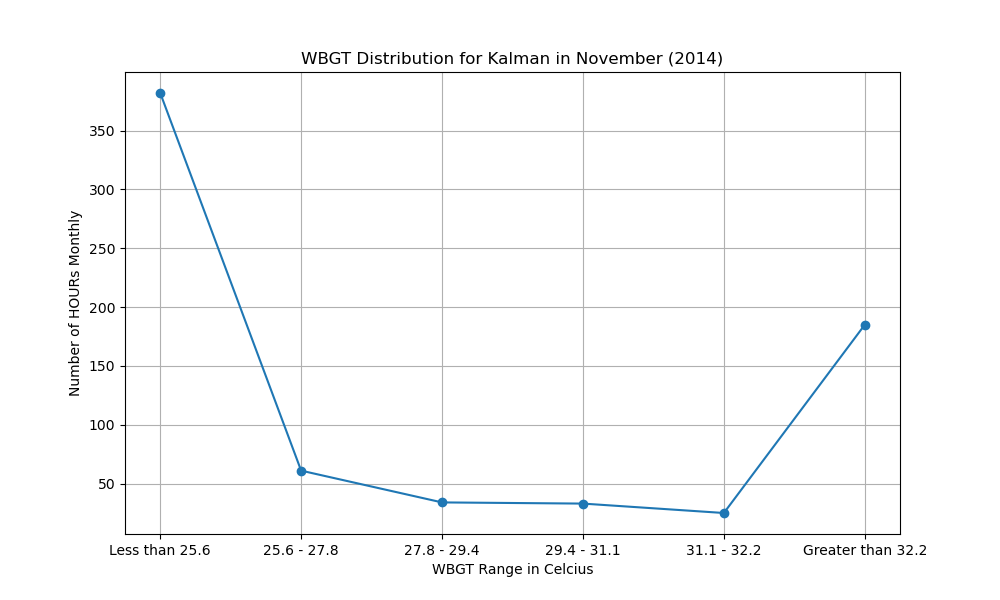 WBGT Distribution for Kalman in November (2014)
Number of HOURs Monthly
350
300
250
200
150
100
50
Less than 25.6
25.6 - 27.8
27.8 - 29.4
29.4 - 31.1
31.1 - 32.2
Greater than 32.2
WBGT Range in Celcius